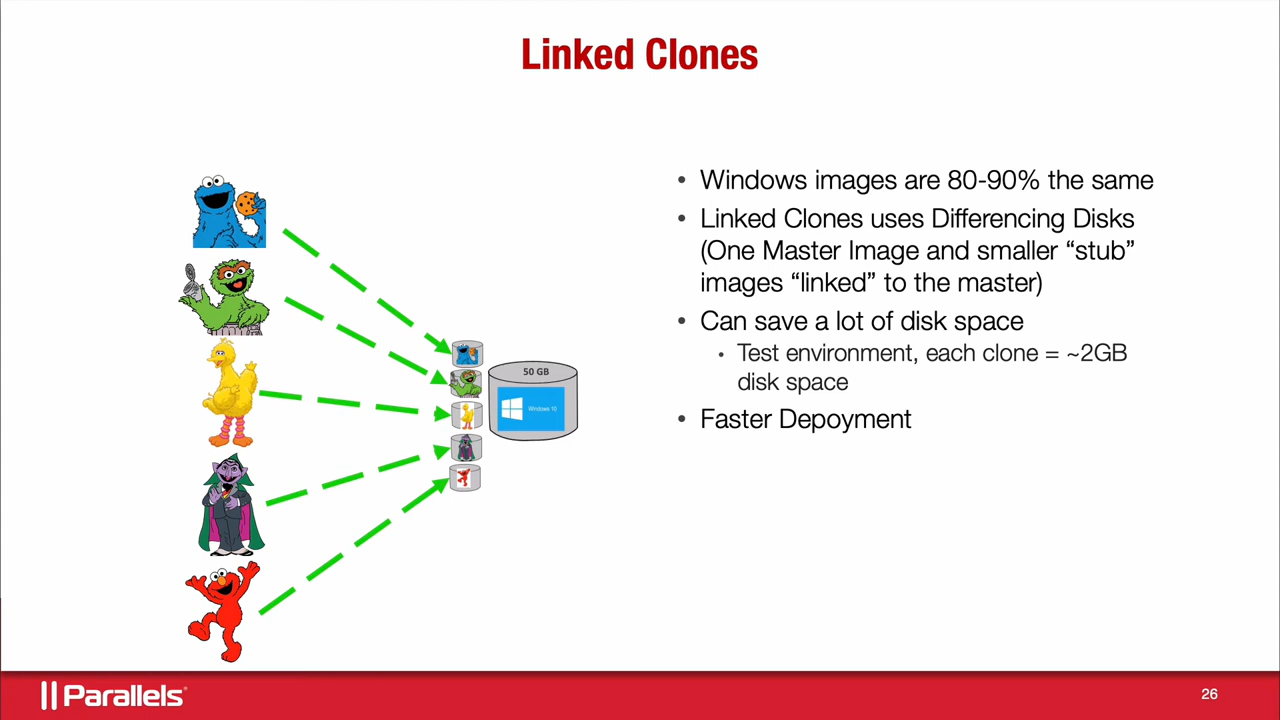 Linked Clones
• Windows images are 80-90% the same
• Linked Clones uses Differencing Disks
(One Master Image and smaller “stub”
images “linked” to the master)
• Can save a lot of disk space
• Test environment, each clone = ~2GB
disk space
• Faster Depoyment
50 GB
Windows 10
Parallels®
26